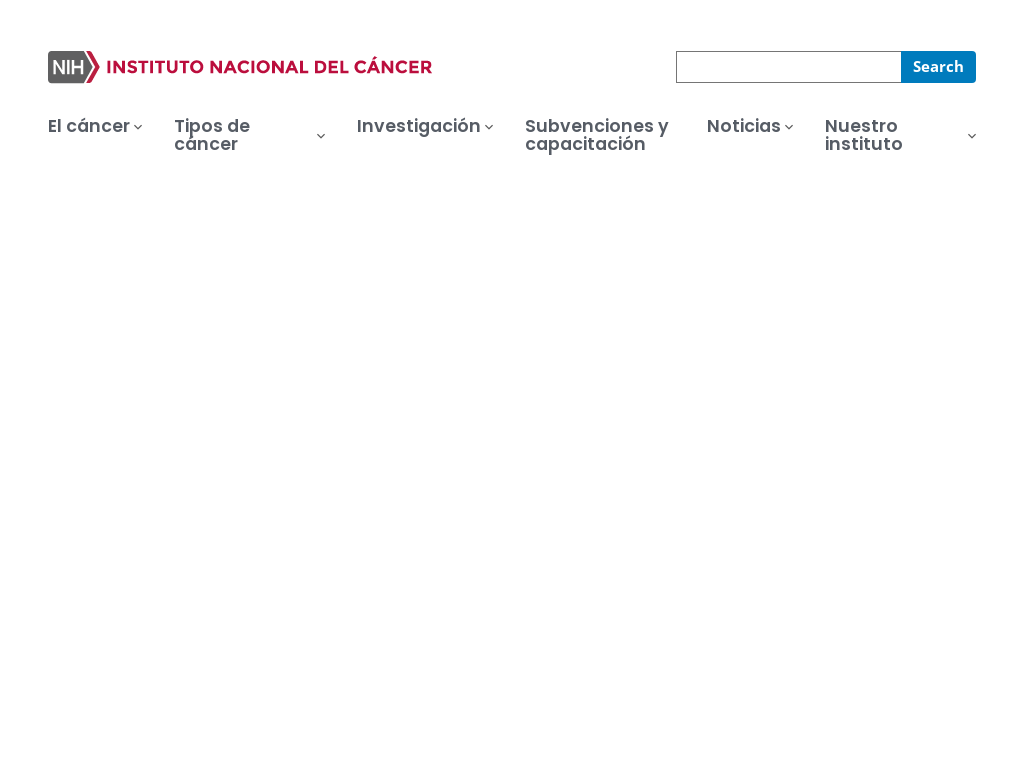 NIH INSTITUTO NACIONAL DEL CÁNCER
Search
El cáncer
Tipos de
cáncer
Investigación
Subvenciones y
capacitación
Noticias
Nuestro
instituto